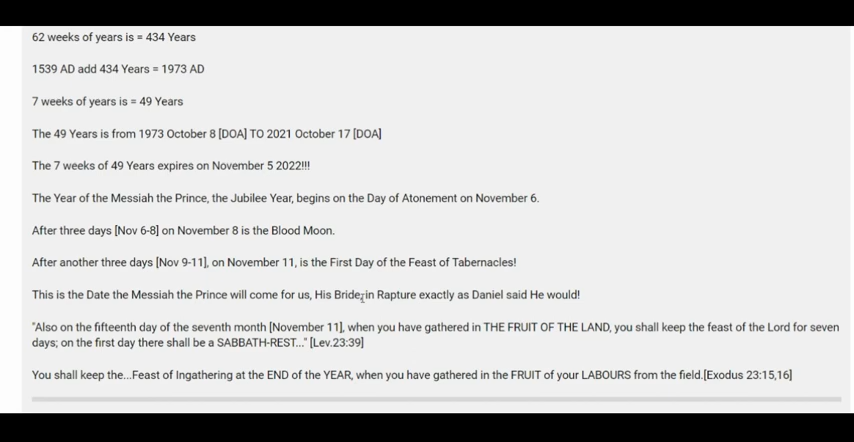 62 weeks of years is = 434 Years
1539 AD add 434 Years = 1973 AD
7 weeks of years is = 49 Years
The 49 Years is from 1973 October 8 [DOA] TO 2021 October 17 [DOA]
The 7 weeks of 49 Years expires on November 5 2022!!!
The Year of the Messiah the Prince, the Jubilee Year, begins on the Day of Atonement on November 6.
After three days [Nov 6-8] on November 8 is the Blood Moon.
After another three days [Nov 9-11], on November 11, is the First Day of the Feast of Tabernacles!
This is the Date the Messiah the Prince will come for us, His Bride, in Rapture exactly as Daniel said He would!
"Also on the fifteenth day of the seventh month [November 11], when you have gathered in THE FRUIT OF THE LAND, you shall keep the feast of the Lord for seven
days; on the first day there shall be a SABBATH-REST..." [Lev.23:39]
You shall keep the...Feast of Ingathering at the END of the YEAR, when you have gathered in the FRUIT of your LABOURS from the field.[Exodus 23:15,16]